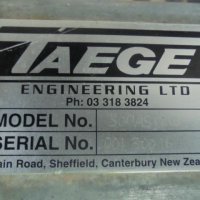 TAEGE
ENGINEERING LTD
Ph: 03 318 3824
MODEL No.
SERIAL No.
ain Road, Sheffield, Canterbury New Zea